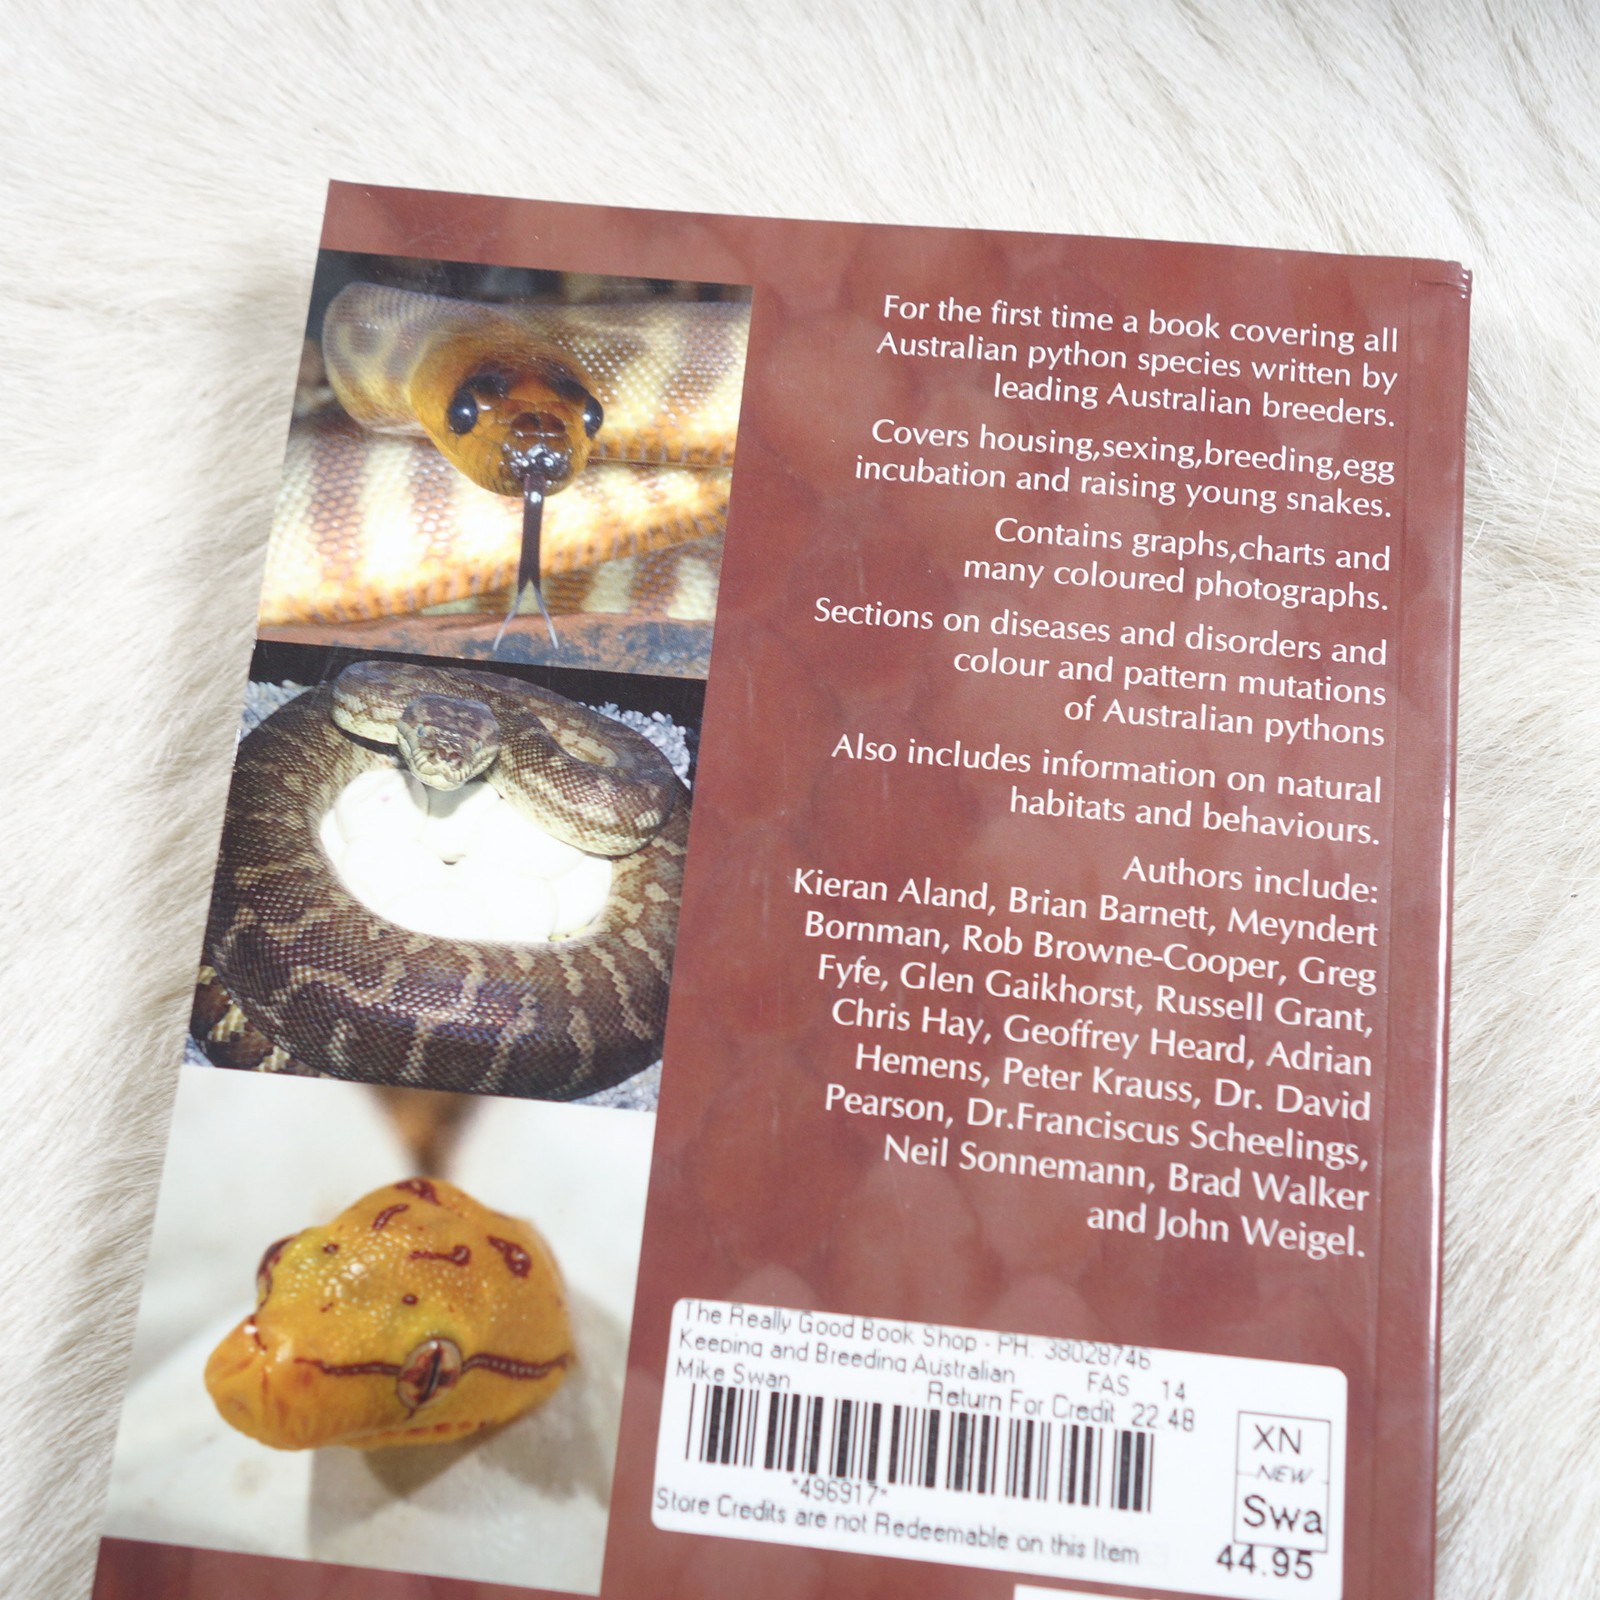 For the first time a book covering all
Australian python species written by
leading Australian breeders.
Covers housing,sexing,breeding,egg
incubation and raising young snakes.
Contains graphs,charts and
many coloured photographs.
Sections on diseases and disorders and
colour and pattern mutations
of Australian pythons
Also includes information on natural
habitats and behaviours.
Authors include:
Kieran Aland, Brian Barnett, Meyndert
Bornman, Rob Browne-Cooper, Greg
Fyfe, Glen Gaikhorst, Russell Grant,
Chris Hay, Geoffrey Heard, Adrian
Hemens, Peter Krauss, Dr. David
Pearson, Dr.Franciscus Scheelings,
Neil Sonnemann, Brad Walker
and John Weigel.
The Really Good Book Shop - PH: 38028746
Keeping and Breeding Australian FAS 14
Mike Swan Return For Credit 22.48
*496917*
Store Credits are not Redeemable on this Item
XN
NEW
Swa
44.95